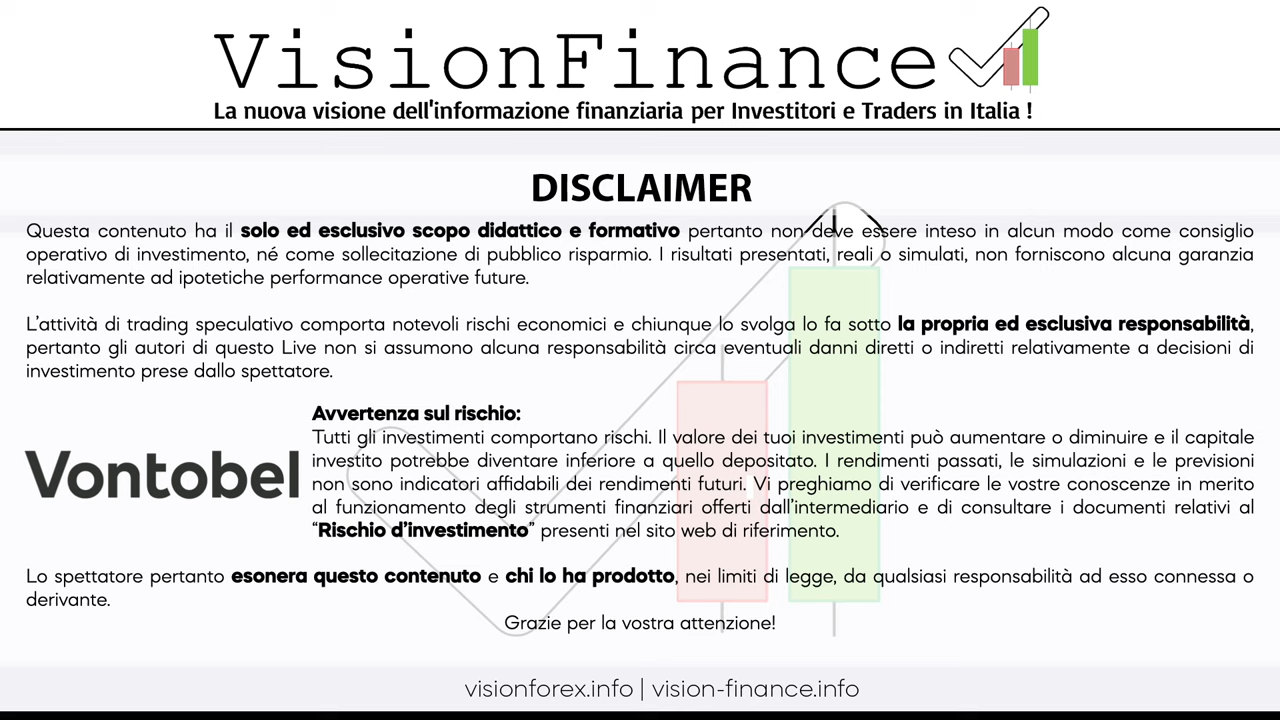 VisionFinance
La nuova visione dell'informazione finanziaria per Investitori e Traders in Italia !
DISCLAIMER
Questa contenuto ha il solo ed esclusivo scopo didattico e formativo pertanto non deve essere inteso in alcun modo come consiglio
operativo di investimento, né come sollecitazione di pubblico risparmio. I risultati presentati, reali o simulati, non forniscono alcuna garanzia
relativamente ad ipotetiche performance operative future.
L'attività di trading speculativo comporta notevoli rischi economici e chiunque lo svolga lo fa sotto la propria ed esclusiva responsabilità,
pertanto gli autori di questo Live non si assumono alcuna responsabilità circa eventuali danni diretti o indiretti relativamente a decisioni di
investimento prese dallo spettatore.
Vontobel
Avvertenza sul rischio:
Tutti gli investimenti comportano rischi. Il valore dei tuoi investimenti può aumentare o diminuire e il capitale
investito potrebbe diventare inferiore a quello depositato. I rendimenti passati, le simulazioni e le previsioni
non sono indicatori affidabili dei rendimenti futuri. Vi preghiamo di verificare le vostre conoscenze in merito
al funzionamento degli strumenti finanziari offerti dall'intermediario e di consultare i documenti relativi al
“Rischio d'investimento” presenti nel sito web di riferimento.
Lo spettatore pertanto esonera questo contenuto e chi lo ha prodotto, nei limiti di legge, da qualsiasi responsabilità ad esso connessa o
derivante.
Grazie per la vostra attenzione!
visionforex.info | vision-finance.info